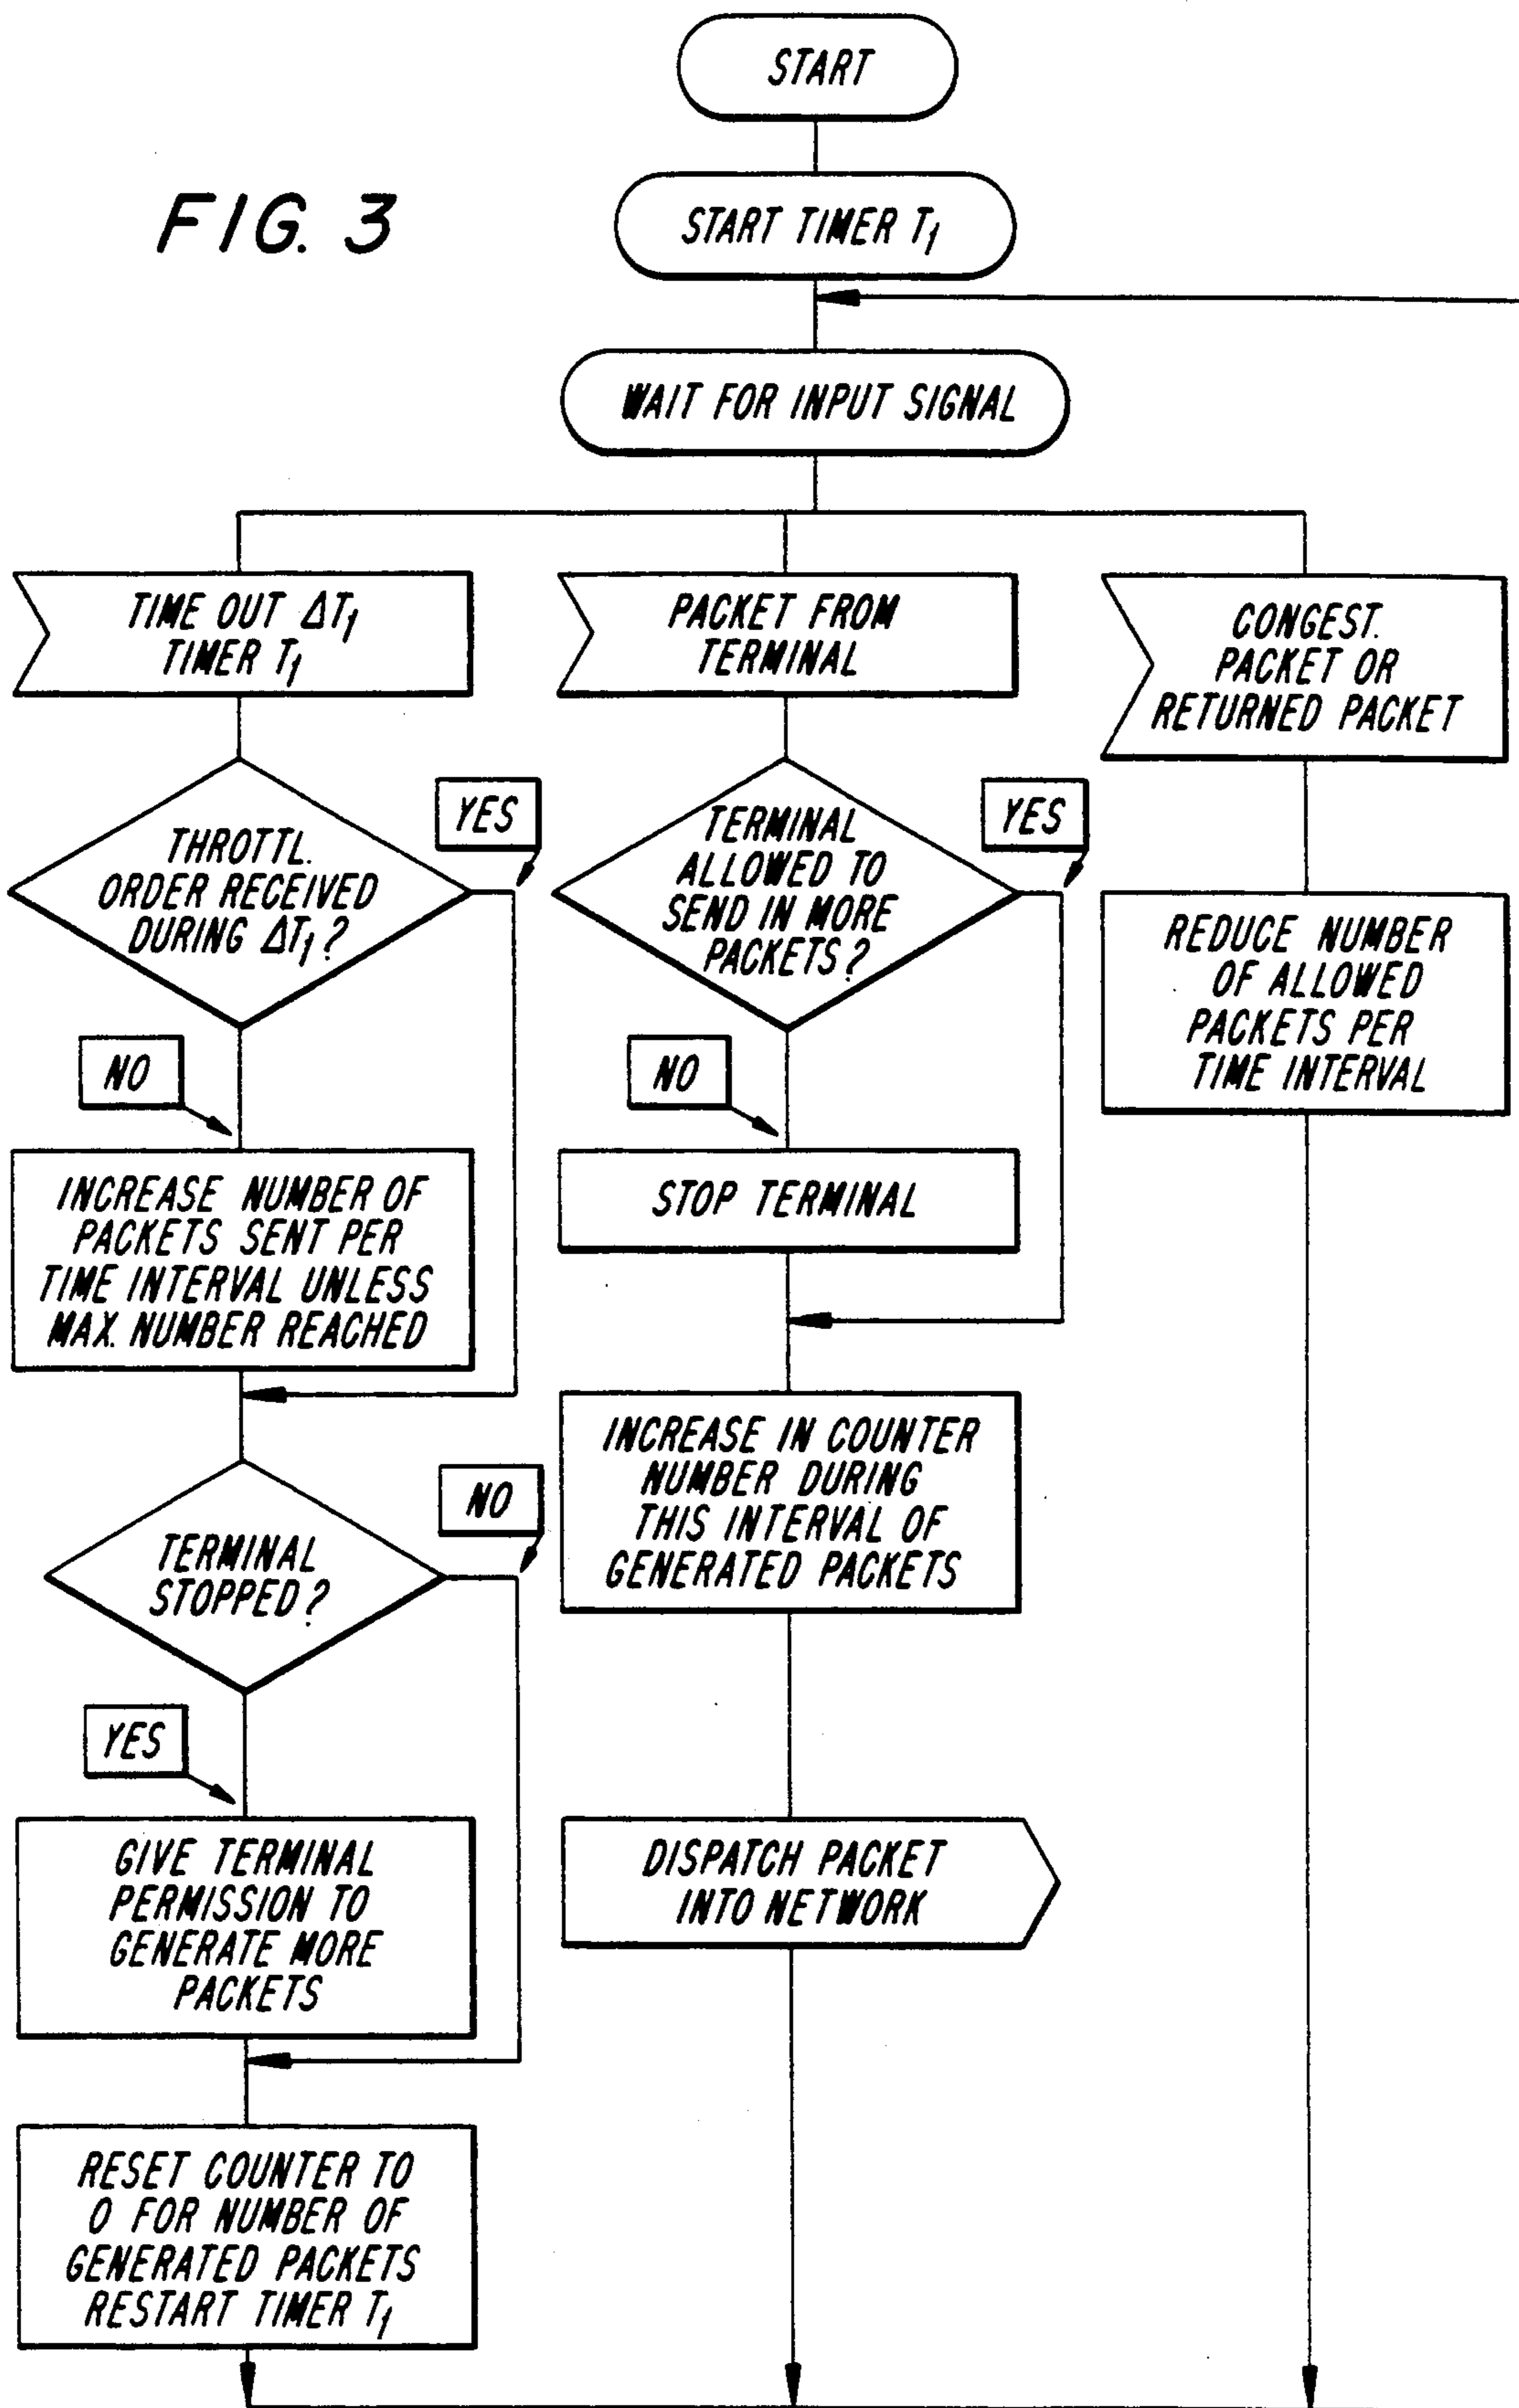 START
FIG. 3
START TIMER T1
WAIT FOR INPUT SIGNAL
TIME OUT ΔT1
TIMER T1
THROTTL.
ORDER RECEIVED
DURING ΔT1?
YES
NO
INCREASE NUMBER OF
PACKETS SENT PER
TIME INTERVAL UNLESS
MAX. NUMBER REACHED
TERMINAL
STOPPED?
NO
YES
GIVE TERMINAL
PERMISSION TO
GENERATE MORE
PACKETS
RESET COUNTER TO
0 FOR NUMBER OF
GENERATED PACKETS
RESTART TIMER T1
PACKET FROM
TERMINAL
TERMINAL
ALLOWED TO
SEND IN MORE
PACKETS?
YES
NO
STOP TERMINAL
INCREASE IN COUNTER
NUMBER DURING
THIS INTERVAL OF
GENERATED PACKETS
DISPATCH PACKET
INTO NETWORK
CONGEST.
PACKET OR
RETURNED PACKET
REDUCE NUMBER
OF ALLOWED
PACKETS PER
TIME INTERVAL